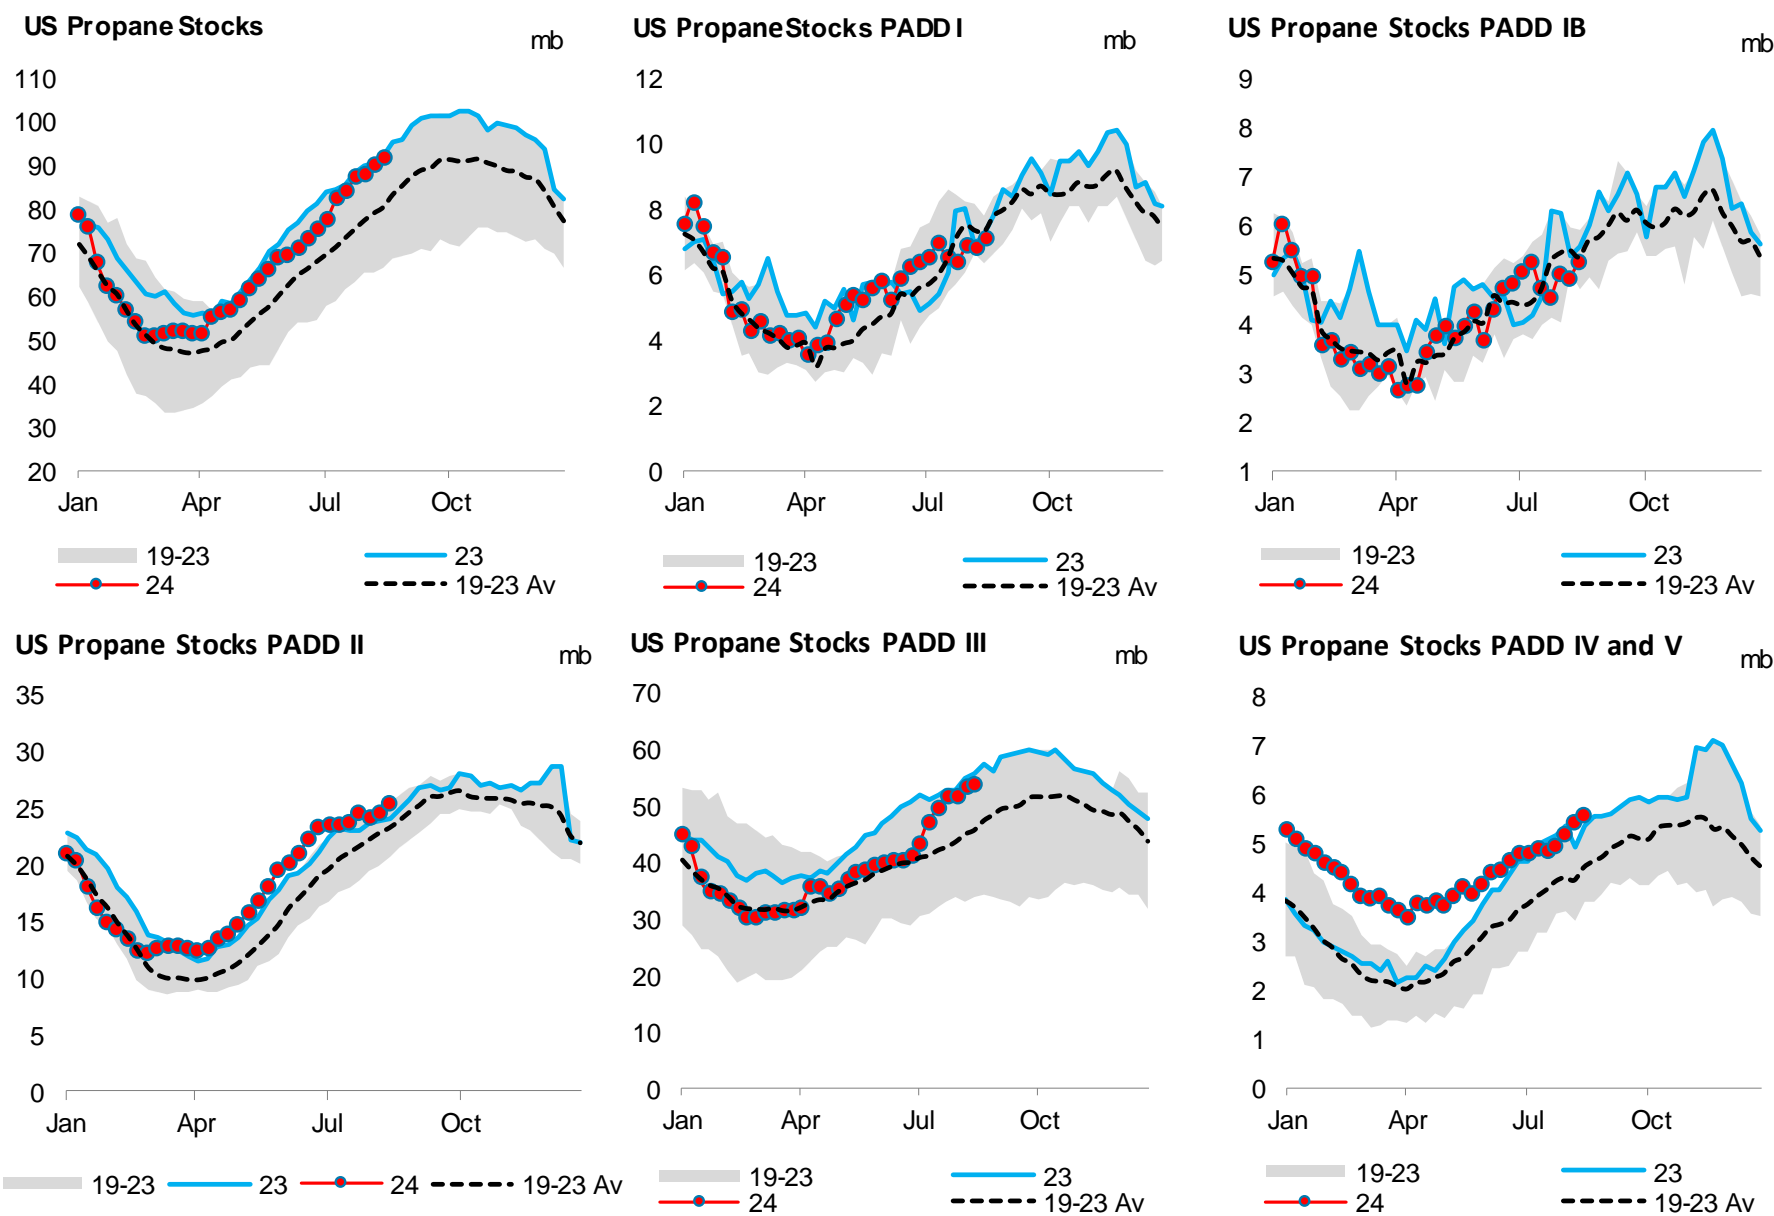 US Propane Stocks
mb
110
100
90
80
70
60
50
40
30
20
Jan Apr Jul Oct
19-23 23
24 19-23 Av
US Propane Stocks PADD I
mb
12
10
8
6
4
2
0
Jan Apr Jul Oct
19-23 23
24 19-23 Av
US Propane Stocks PADD IB
mb
9
8
7
6
5
4
3
2
1
Jan Apr Jul Oct
19-23 23
24 19-23 Av
US Propane Stocks PADD II
mb
35
30
25
20
15
10
5
0
Jan Apr Jul Oct
19-23 23 24 19-23 Av
US Propane Stocks PADD III
mb
70
60
50
40
30
20
10
0
Jan Apr Jul Oct
19-23 23
24 19-23 Av
US Propane Stocks PADD IV and V
mb
8
7
6
5
4
3
2
1
0
Jan Apr Jul Oct
19-23 23
24 19-23 Av